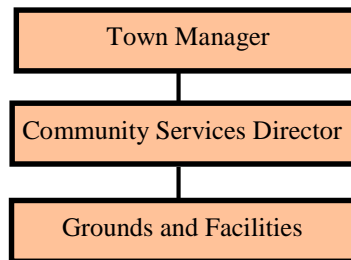 Town Manager
Community Services Director
Grounds and Facilities